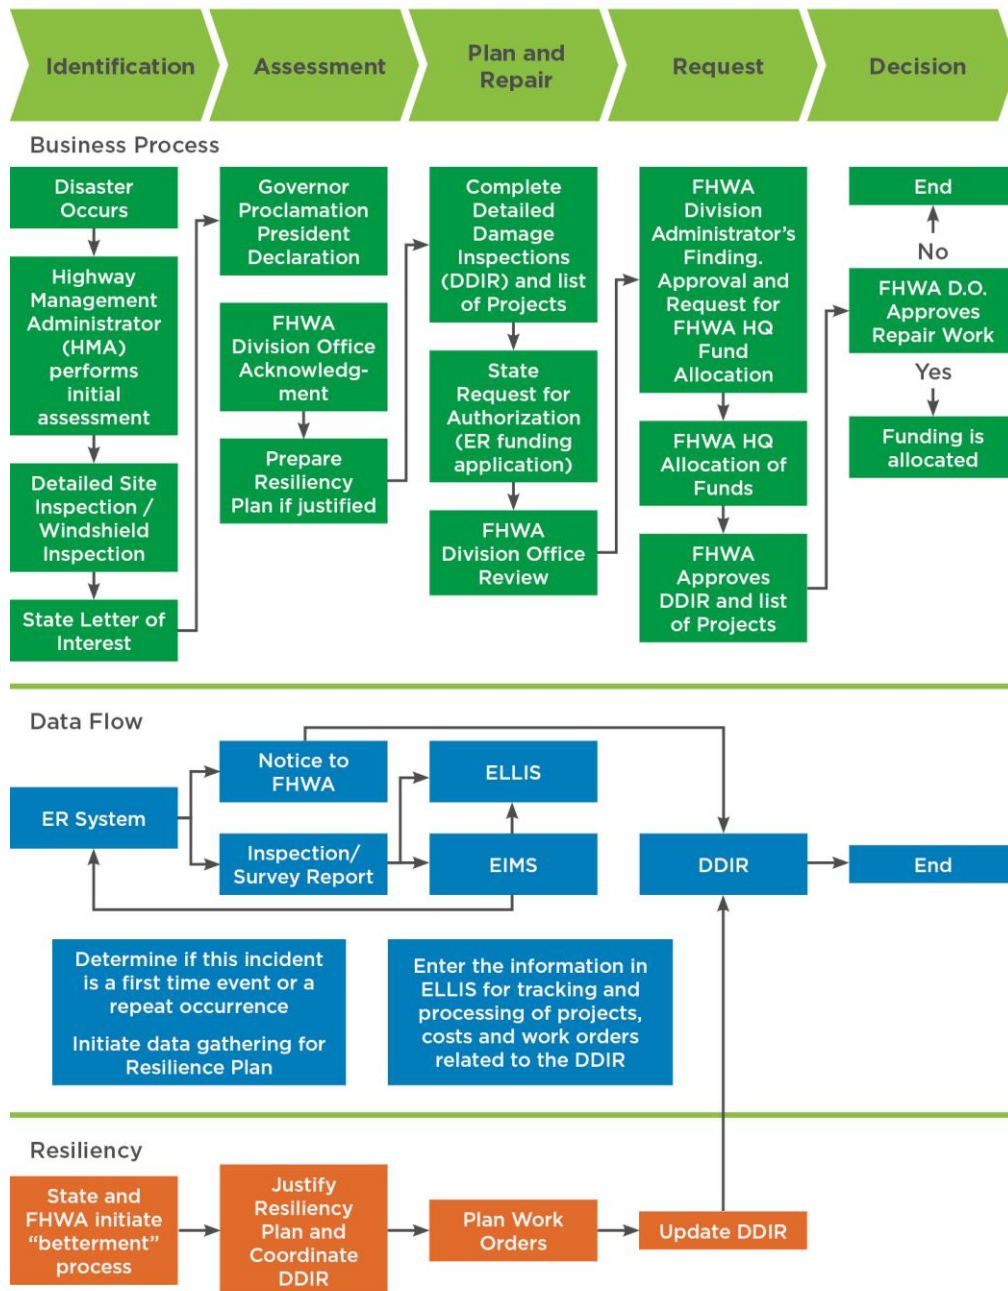 Identification
Assessment
Plan and
Repair
Request
Decision
Business Process
Disaster
Occurs
Highway
Management
Administrator
(HMA)
performs
initial
assessment
Detailed Site
Inspection /
Windshield
Inspection
State Letter of
Interest
Governor
Proclamation
President
Declaration
FHWA
Division Office
Acknowledg-
ment
Prepare
Resiliency
Plan if justified
Complete
Detailed
Damage
Inspections
(DDIR) and list
of Projects
State
Request for
Authorization
(ER funding
application)
FHWA
Division Office
Review
FHWA
Division
Administrator’s
Finding.
Approval and
Request for
FHWA HQ
Fund
Allocation
FHWA HQ
Allocation of
Funds
FHWA
Approves
DDIR and list
of Projects
End
No
FHWA D.O.
Approves
Repair Work
Yes
Funding is
allocated
Data Flow
ER System
Notice to
FHWA
Inspection/
Survey Report
ELLIS
EIMS
DDIR
End
Determine if this incident
is a first time event or a
repeat occurrence
Initiate data gathering for
Resilience Plan
Enter the information in
ELLIS for tracking and
processing of projects,
costs and work orders
related to the DDIR
Resiliency
State and
FHWA initiate
“betterment”
process
Justify
Resiliency
Plan and
Coordinate
DDIR
Plan Work
Orders
Update DDIR